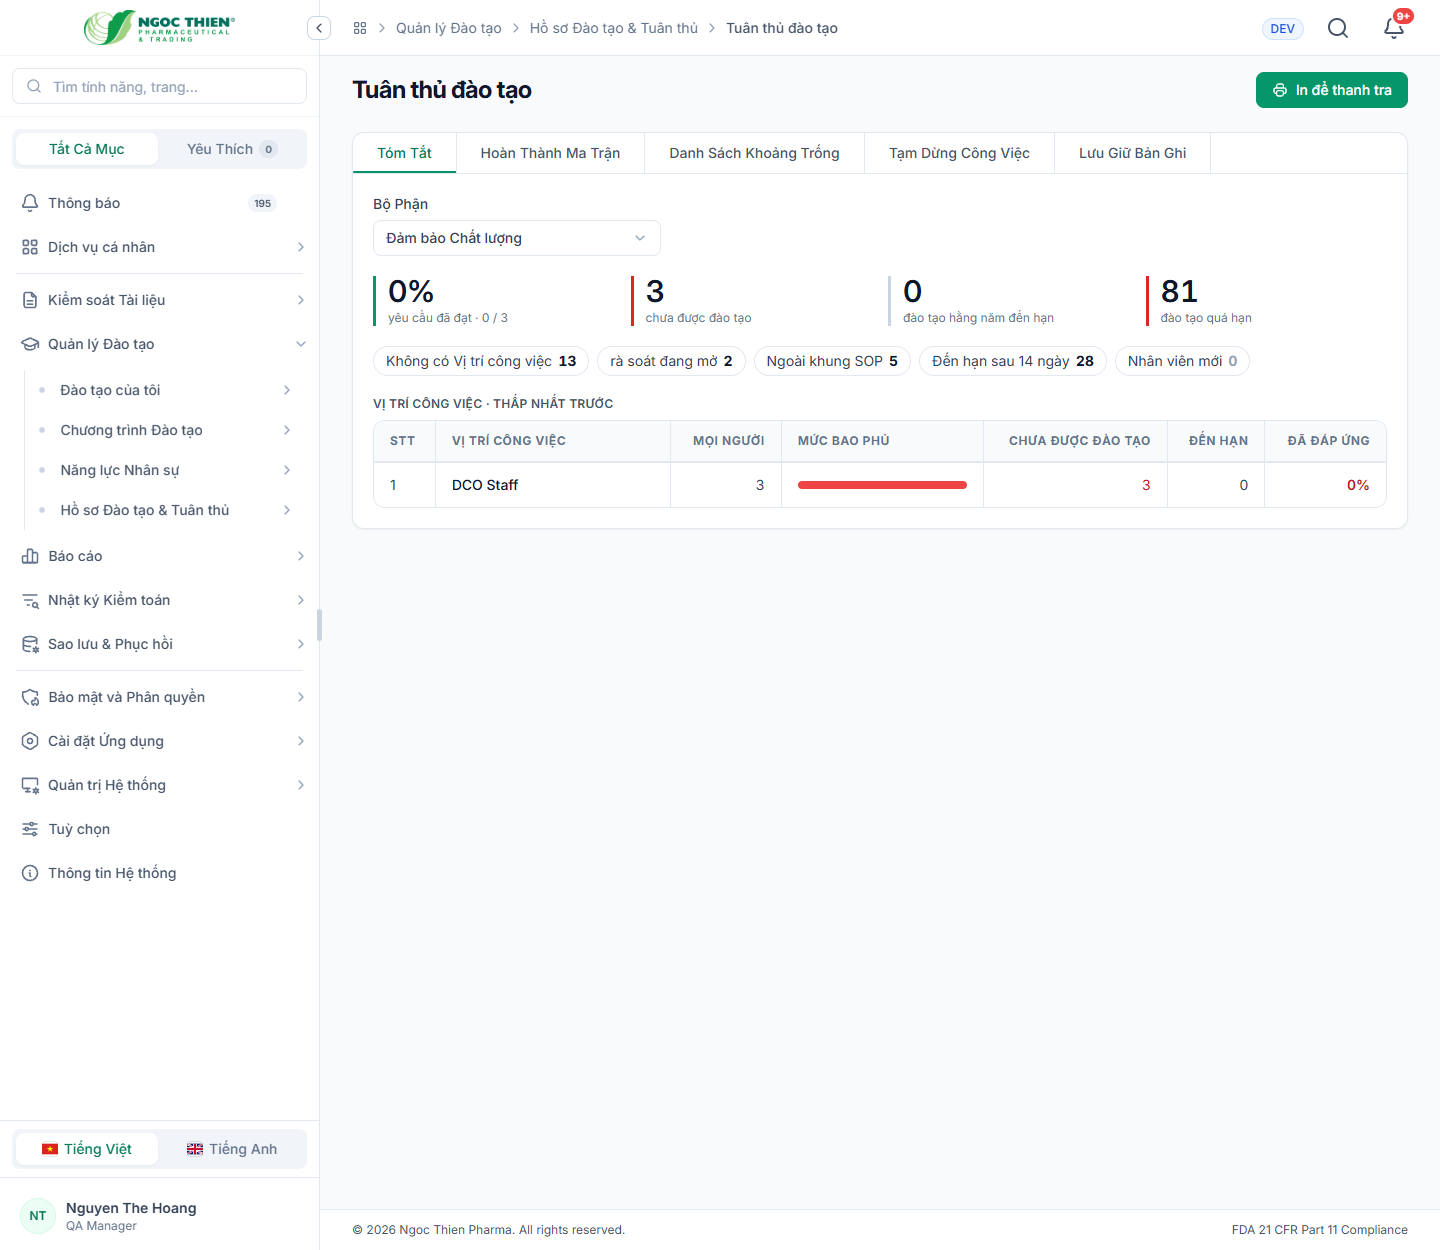 NGOC THIEN®
PHARMACEUTICAL
& TRADING
Tìm tính năng, trang...
Tất Cả Mục
Yêu Thích 0
Thông báo 195
Dịch vụ cá nhân
Kiểm soát Tài liệu
Quản lý Đào tạo
Đào tạo của tôi
Chương trình Đào tạo
Năng lực Nhân sự
Hồ sơ Đào tạo & Tuân thủ
Báo cáo
Nhật ký Kiểm toán
Sao lưu & Phục hồi
Bảo mật và Phân quyền
Cài đặt Ứng dụng
Quản trị Hệ thống
Tuỳ chọn
Thông tin Hệ thống
Tiếng Việt
Tiếng Anh
NT
Nguyen The Hoang
QA Manager
Quản lý Đào tạo
Hồ sơ Đào tạo & Tuân thủ
Tuân thủ đào tạo
DEV
9+
Tuân thủ đào tạo
In để thanh tra
Tóm Tắt
Hoàn Thành Ma Trận
Danh Sách Khoảng Trống
Tạm Dừng Công Việc
Lưu Giữ Bản Ghi
Bộ Phận
Đảm bảo Chất lượng
0%
yêu cầu đã đạt · 0 / 3
3
chưa được đào tạo
0
đào tạo hằng năm đến hạn
81
đào tạo quá hạn
Không có Vị trí công việc 13
rà soát đang mở 2
Ngoài khung SOP 5
Đến hạn sau 14 ngày 28
Nhân viên mới 0
VỊ TRÍ CÔNG VIỆC · THẤP NHẤT TRƯỚC
STT VỊ TRÍ CÔNG VIỆC MỌI NGƯỜI MỨC BAO PHỦ CHƯA ĐƯỢC ĐÀO TẠO ĐẾN HẠN ĐÃ ĐÁP ỨNG
1 DCO Staff 3 3 0 0%
© 2026 Ngoc Thien Pharma. All rights reserved.
FDA 21 CFR Part 11 Compliance